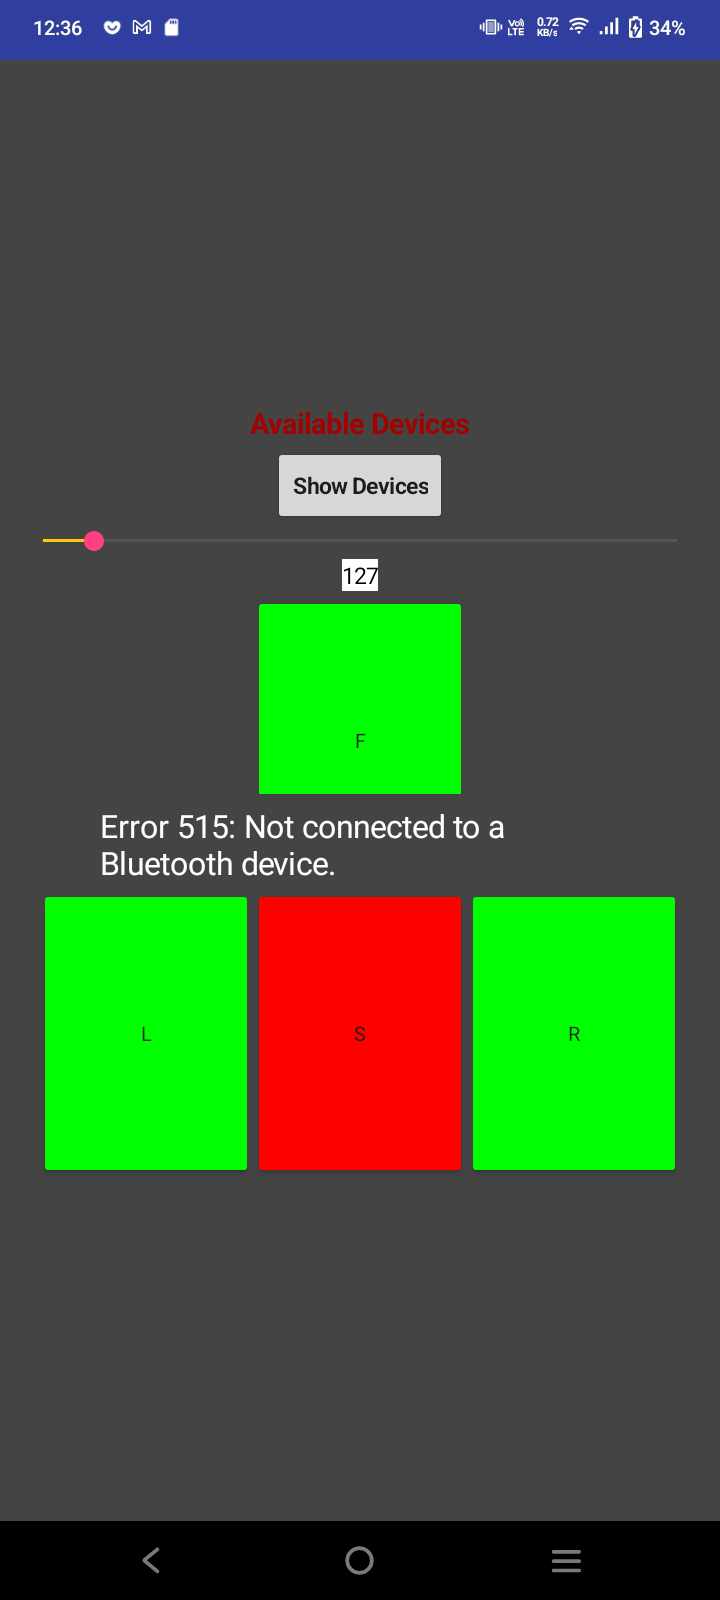 12:36 Vo) LTE 0.72 KB/s 34%
Available Devices
Show Devices
127
F
Error 515: Not connected to a
Bluetooth device.
L S R